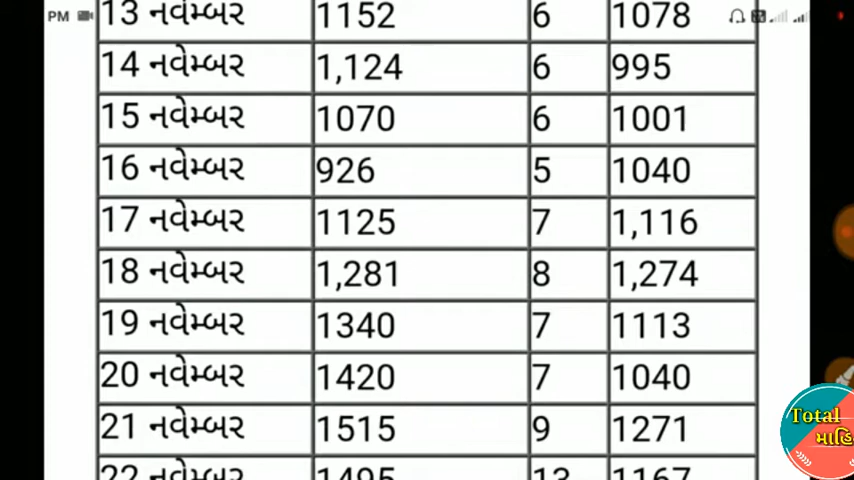 PM
13 નવેમ્બર 1152 6 1078
14 નવેમ્બર 1,124 6 995
15 નવેમ્બર 1070 6 1001
16 નવેમ્બર 926 5 1040
17 નવેમ્બર 1125 7 1,116
18 નવેમ્બર 1,281 8 1,274
19 નવેમ્બર 1340 7 1113
20 નવેમ્બર 1420 7 1040
21 નવેમ્બર 1515 9 1271
22 નવેમ્બર 1495 13 1167
Total
માહિ